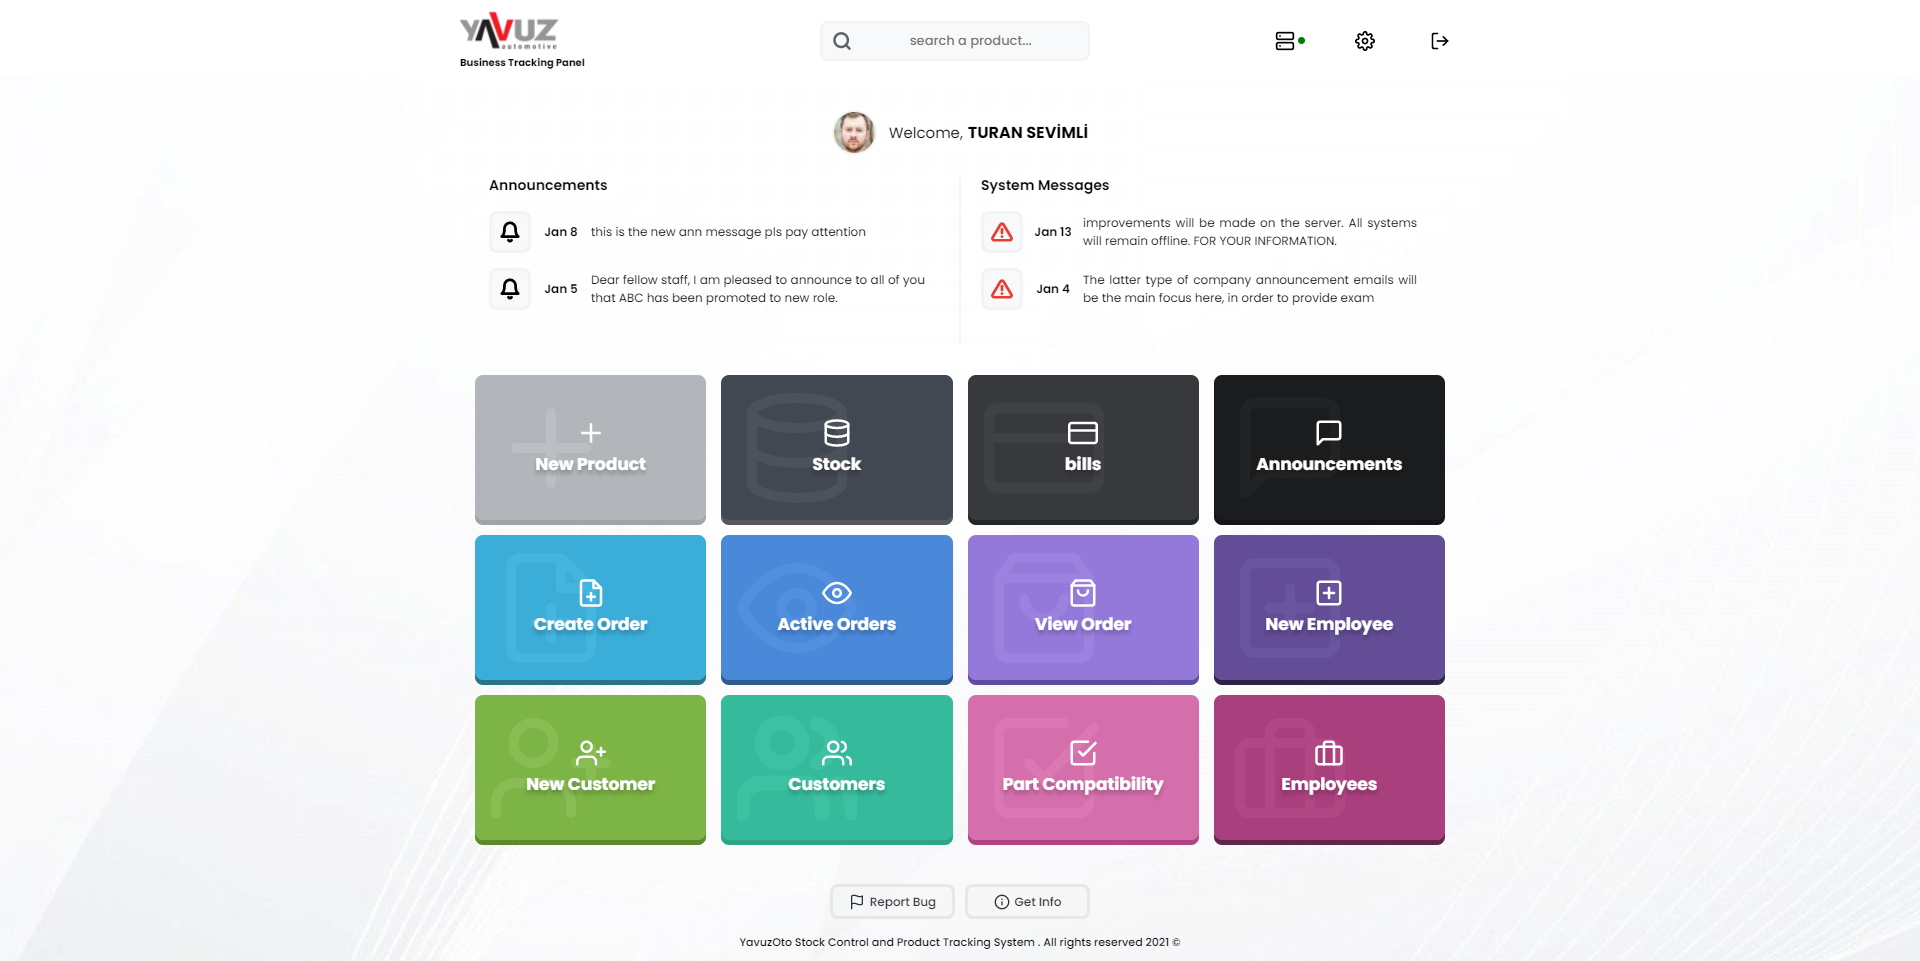 YAVUZ
automotive
Business Tracking Panel
search a product...
Welcome, TURAN SEVİMLİ
Announcements
Jan 8 this is the new ann message pls pay attention
Jan 5 Dear fellow staff, I am pleased to announce to all of you
that ABC has been promoted to new role.
System Messages
Jan 13 improvements will be made on the server. All systems
will remain offline. FOR YOUR INFORMATION.
Jan 4 The latter type of company announcement emails will
be the main focus here, in order to provide exam
New Product
Stock
bills
Announcements
Create Order
Active Orders
View Order
New Employee
New Customer
Customers
Part Compatibility
Employees
Report Bug
Get Info
YavuzOto Stock Control and Product Tracking System . All rights reserved 2021 ©